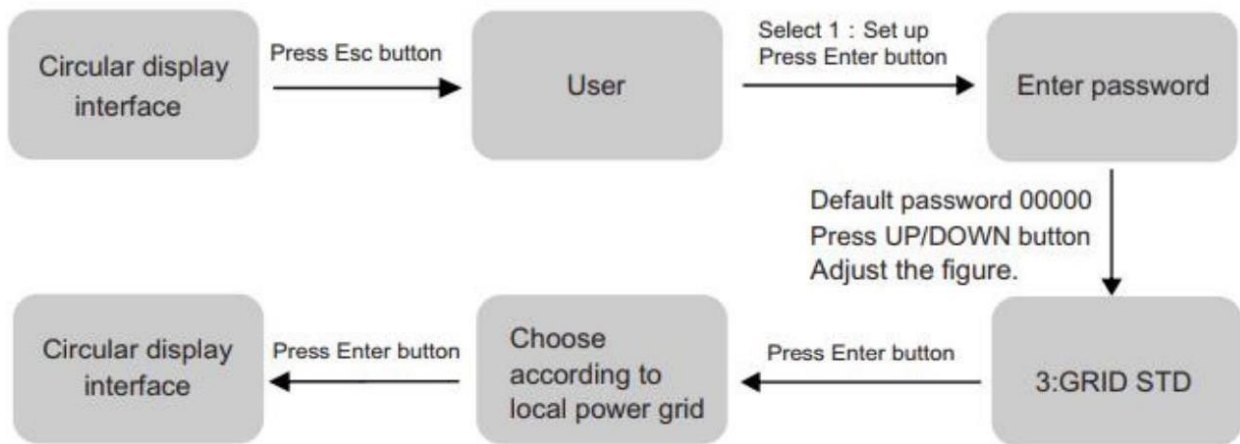 Circular display
interface
Press Esc button
User
Select 1 : Set up
Press Enter button
Enter password
Default password 00000
Press UP/DOWN button
Adjust the figure.
3:GRID STD
Press Enter button
Choose
according to
local power grid
Press Enter button
Circular display
interface